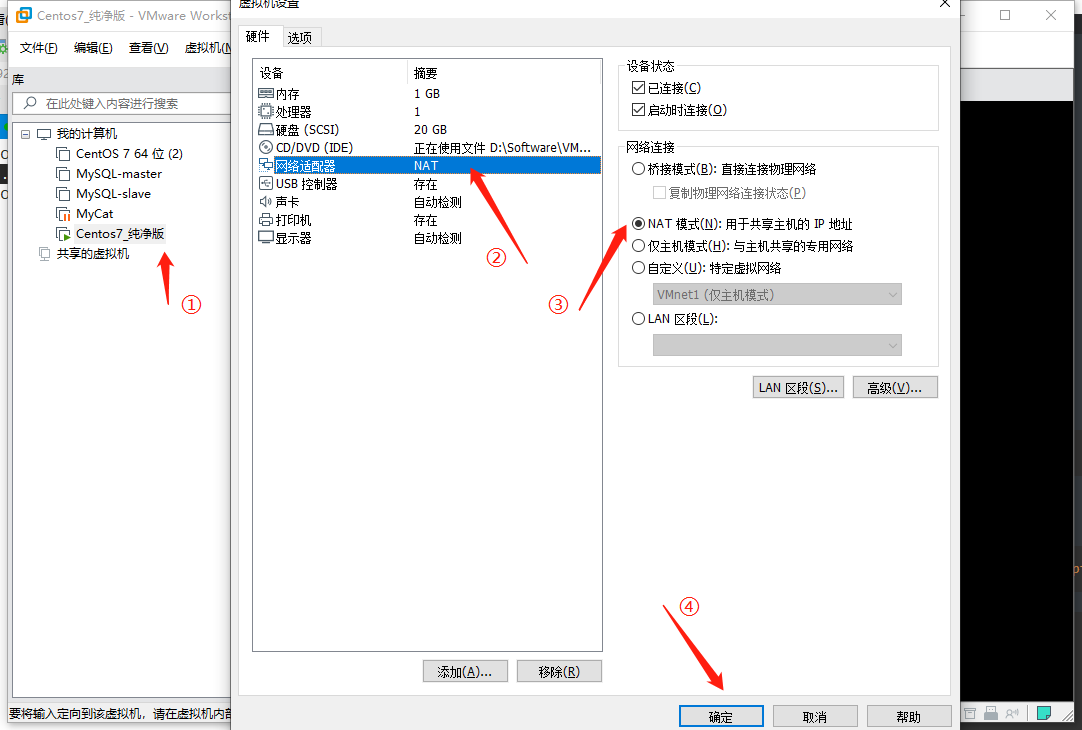 Centos7_纯净版 - VMware Workst
虚拟机设置
文件(F) 编辑(E) 查看(V) 虚拟机(M
库
在此处键入内容进行搜索
我的计算机
CentOS 7 64 位 (2)
MySQL-master
MySQL-slave
MyCat
Centos7_纯净版
共享的虚拟机
①
要将输入定向到该虚拟机，请在虚拟机内部
硬件 选项
设备 摘要
内存 1 GB
处理器 1
硬盘 (SCSI) 20 GB
CD/DVD (IDE) 正在使用文件 D:\Software\VM...
网络适配器 NAT
USB 控制器 存在
声卡 自动检测
打印机 存在
显示器 自动检测
②
添加(A)... 移除(R)
设备状态
已连接(C)
启动时连接(O)
网络连接
桥接模式(B): 直接连接物理网络
复制物理网络连接状态(P)
NAT 模式(N): 用于共享主机的 IP 地址
仅主机模式(H): 与主机共享的专用网络
自定义(U): 特定虚拟网络
VMnet1 (仅主机模式)
③
LAN 区段(L):
LAN 区段(S)... 高级(V)...
④
确定 取消 帮助